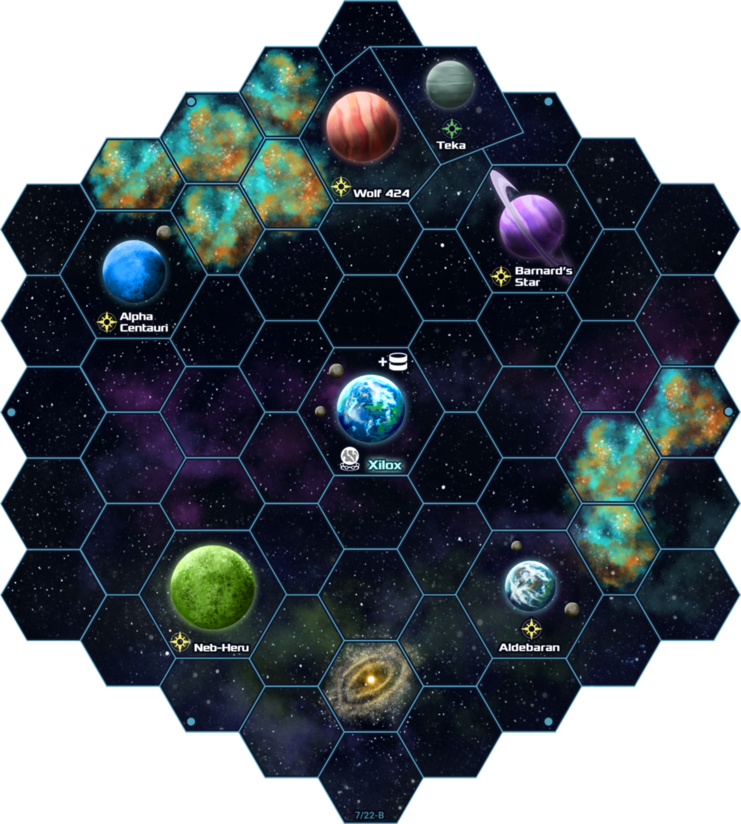 Teka
Wolf 424
Barnard's
Star
Alpha
Centauri
+
Xilox
Neb-Heru
Aldebaran
7/22-B